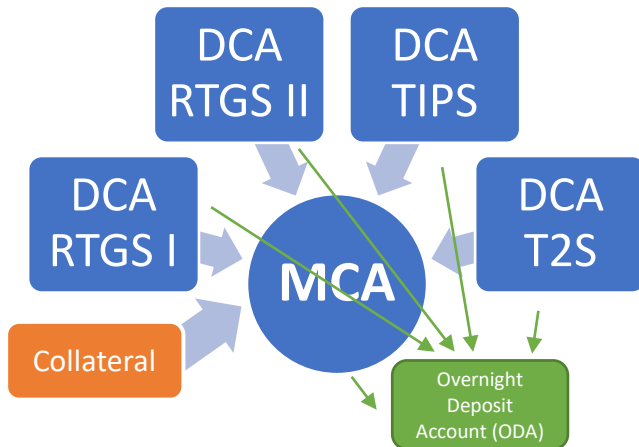 DCA
RTGS II
DCA
TIPS
DCA
RTGS I
DCA
T2S
MCA
Collateral
Overnight
Deposit
Account (ODA)